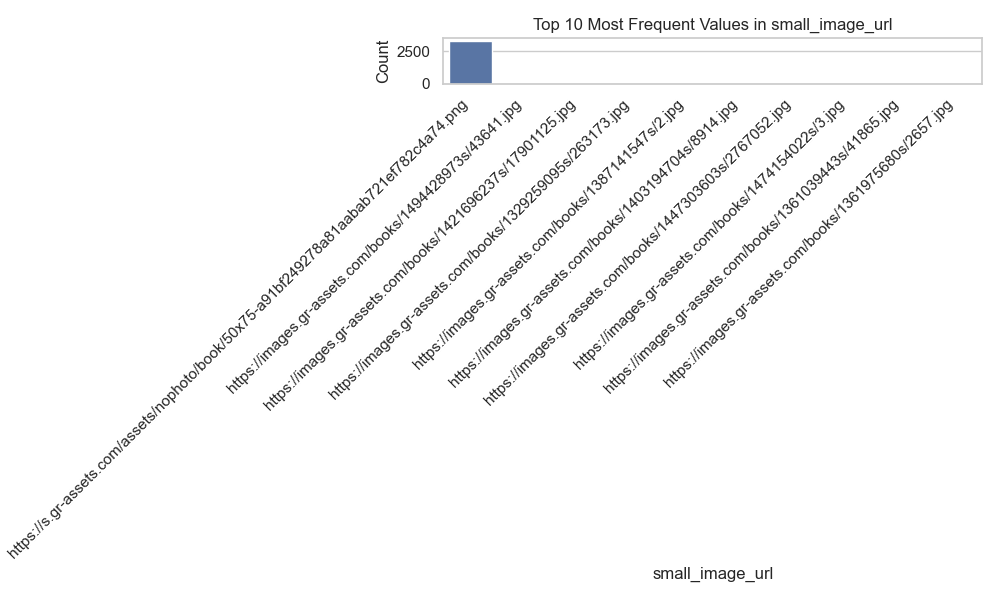 Top 10 Most Frequent Values in small_image_url
Count
2500
0
https://s.gr-assets.com/assets/nophoto/book/50x75-a91bf249278a81aabab721ef782c4a74.png
https://images.gr-assets.com/books/1494428973s/43641.jpg
https://images.gr-assets.com/books/1421696237s/17901125.jpg
https://images.gr-assets.com/books/1329259095s/263173.jpg
https://images.gr-assets.com/books/1387141547s/2.jpg
https://images.gr-assets.com/books/1403194704s/8914.jpg
https://images.gr-assets.com/books/1447303603s/2767052.jpg
https://images.gr-assets.com/books/1474154022s/3.jpg
https://images.gr-assets.com/books/1361039443s/41865.jpg
https://images.gr-assets.com/books/1361975680s/2657.jpg
small_image_url